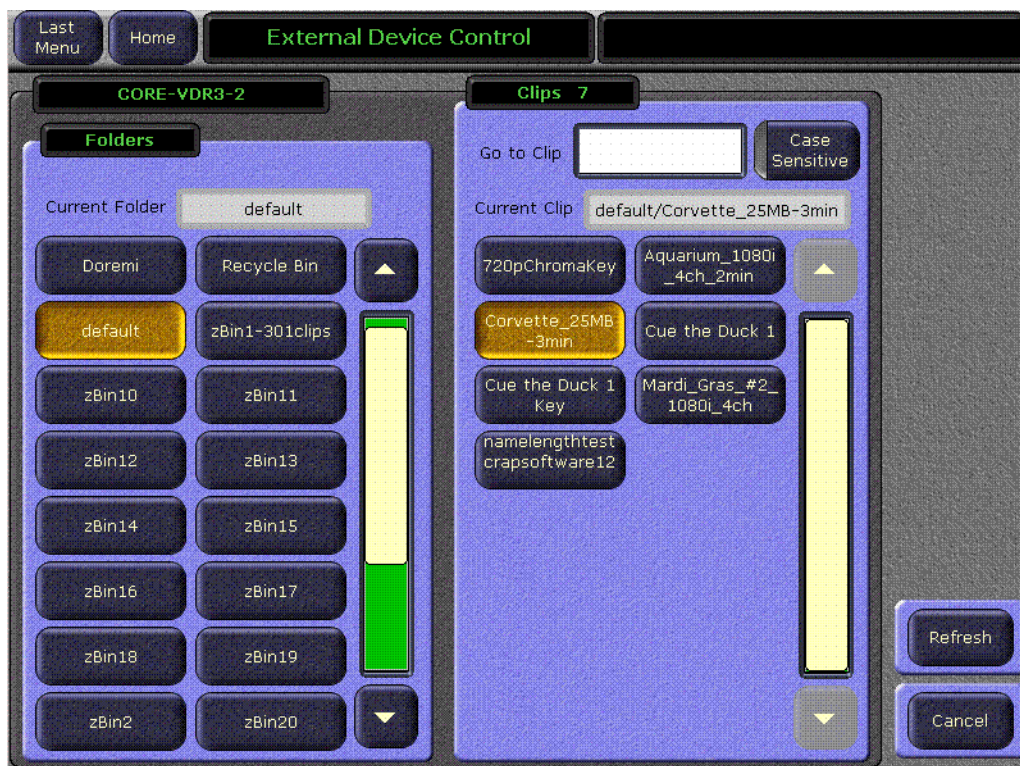 Last
Menu
Home
External Device Control
CORE-VDR3-2
Folders
Current Folder default
Doremi Recycle Bin
default zBin1-301clips
zBin10 zBin11
zBin12 zBin13
zBin14 zBin15
zBin16 zBin17
zBin18 zBin19
zBin2 zBin20
Clips 7
Go to Clip
Case
Sensitive
Current Clip default/Corvette_25MB-3min
720pChromaKey
Aquarium_1080i
_4ch_2min
Corvette_25MB
-3min
Cue the Duck 1
Cue the Duck 1
Key
Mardi_Gras_#2_
1080i_4ch
namelengthtest
crapsoftware12
Refresh
Cancel